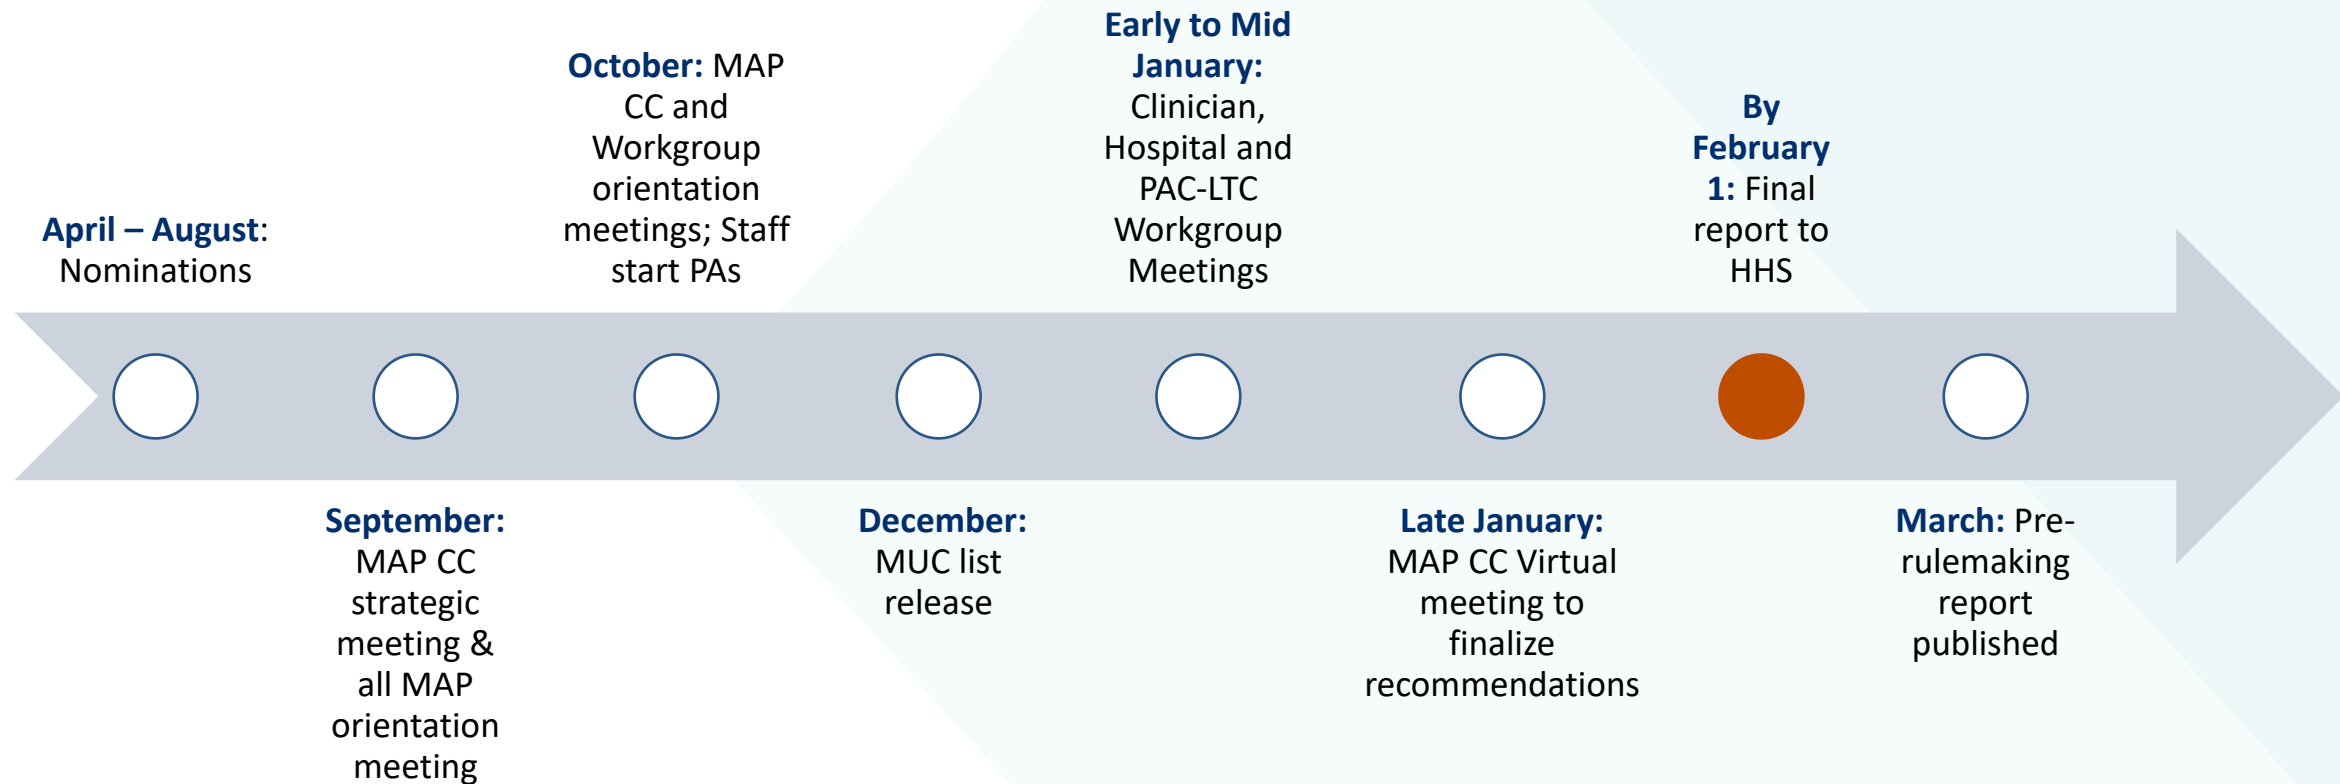 April – August:
Nominations
September:
MAP CC
strategic
meeting &
all MAP
orientation
meeting
October: MAP
CC and
Workgroup
orientation
meetings; Staff
start PAs
December:
MUC list
release
Early to Mid
January:
Clinician,
Hospital and
PAC-LTC
Workgroup
Meetings
Late January:
MAP CC Virtual
meeting to
finalize
recommendations
By
February
1: Final
report to
HHS
March: Pre-
rulemaking
report
published